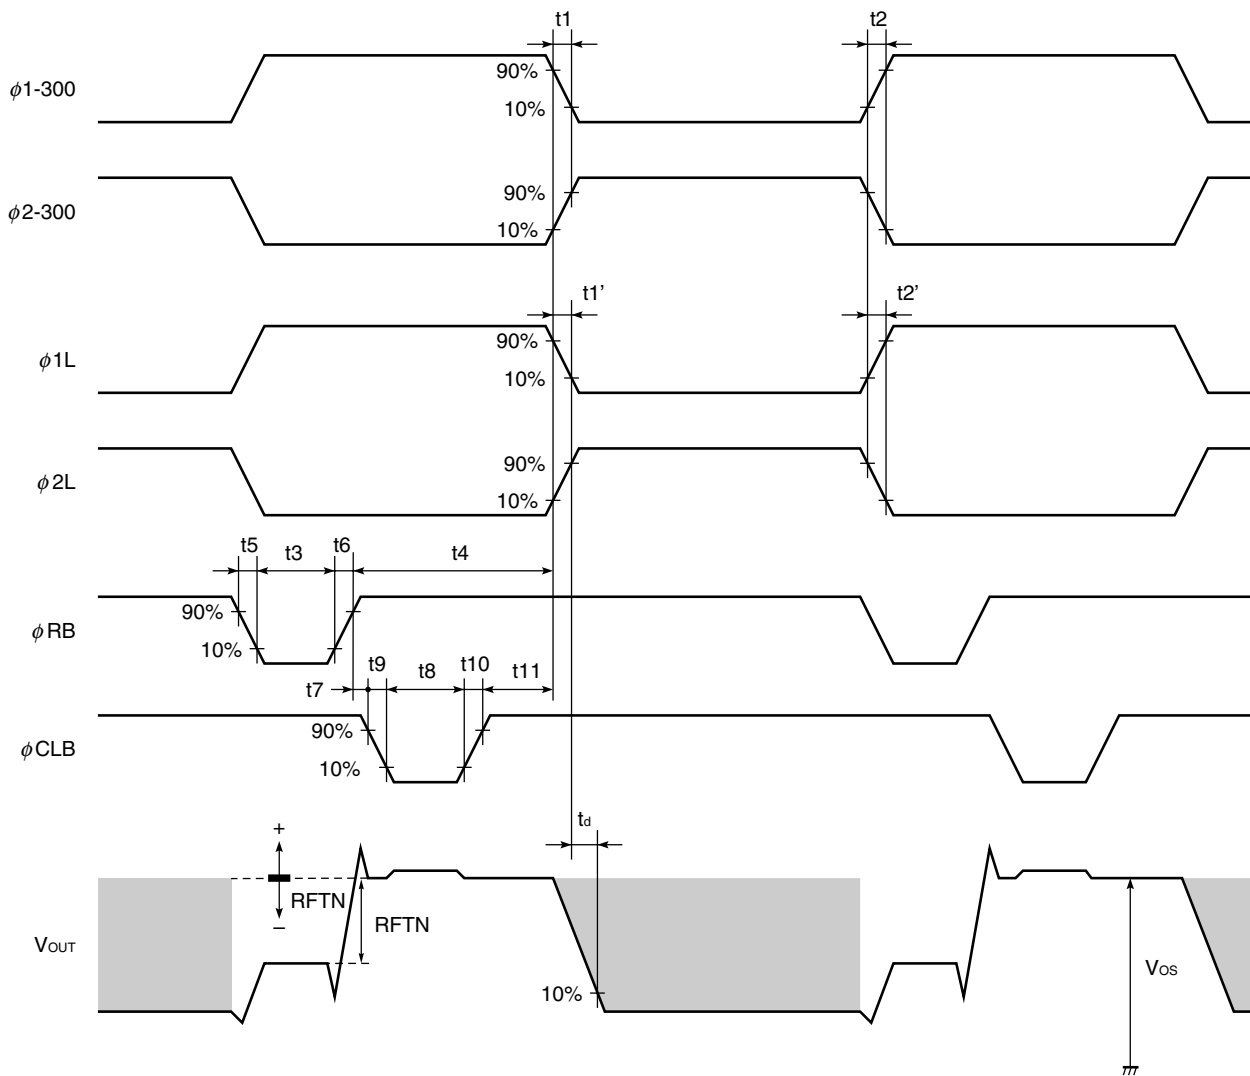 t1 t2
90%
ϕ1-300
10%
90%
ϕ2-300
10%
t1’ t2’
90%
ϕ1L
10%
90%
ϕ2L
10%
t5 t3 t6 t4
90%
ϕRB
10%
t9 t8 t10 t11
t7
90%
ϕCLB
10%
td
+
RFTN
−
RFTN
VOUT
VOS
10%